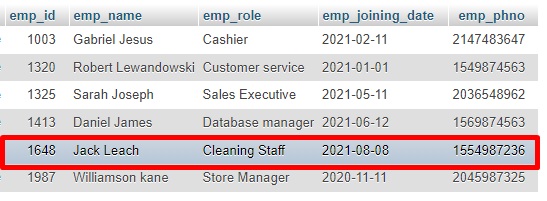 emp_id emp_name emp_role emp_joining_date emp_phno
1003 Gabriel Jesus Cashier 2021-02-11 2147483647
1320 Robert Lewandowski Customer service 2021-01-01 1549874563
1325 Sarah Joseph Sales Executive 2021-05-11 2036548962
1413 Daniel James Database manager 2021-06-12 1569874563
1648 Jack Leach Cleaning Staff 2021-08-08 1554987236
1987 Williamson kane Store Manager 2020-11-11 2045987325